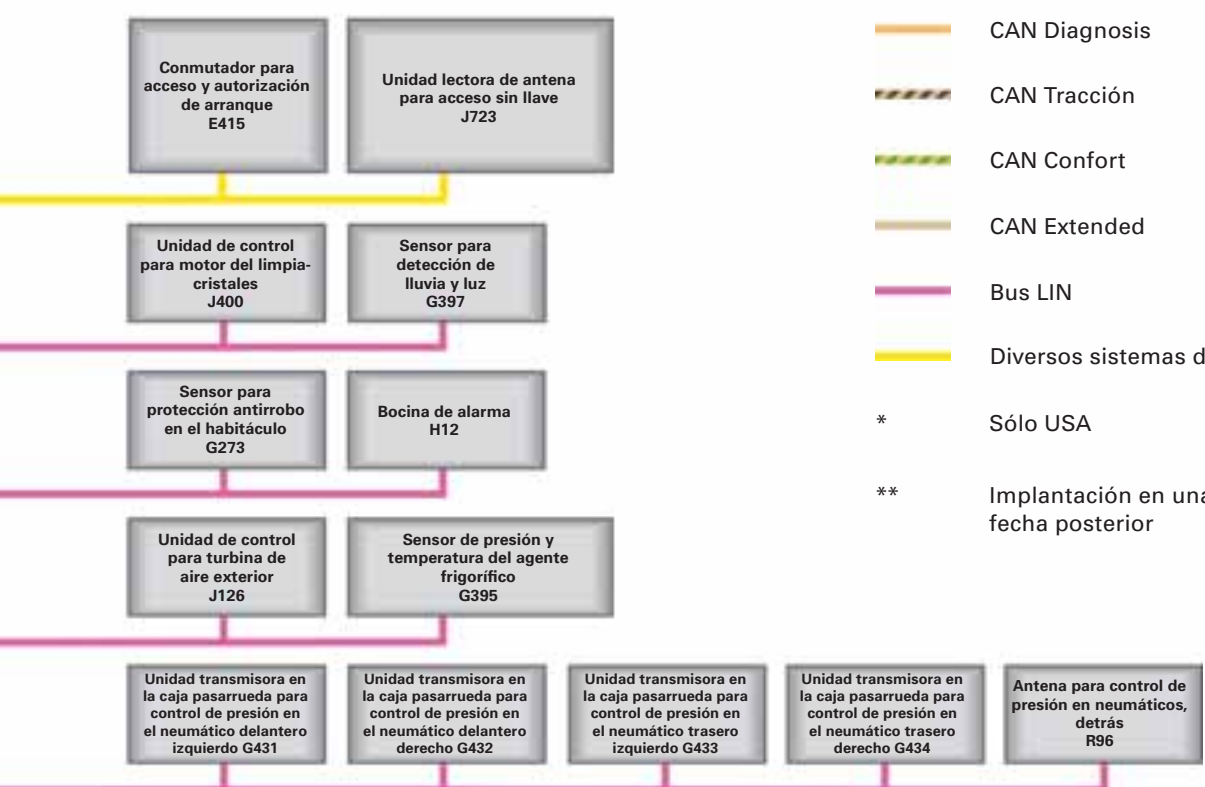 Conmutador para
acceso y autorización
de arranque
E415
Unidad lectora de antena
para acceso sin llave
J723
Unidad de control
para motor del limpia-
cristales
J400
Sensor para
detección de
lluvia y luz
G397
Sensor para
protección antirrobo
en el habitáculo
G273
Bocina de alarma
H12
Unidad de control
para turbina de
aire exterior
J126
Sensor de presión y
temperatura del agente
frigorífico
G395
Unidad transmisora en
la caja pasarrueda para
control de presión en
el neumático delantero
izquierdo G431
Unidad transmisora en
la caja pasarrueda para
control de presión en
el neumático delantero
derecho G432
Unidad transmisora en
la caja pasarrueda para
control de presión en
el neumático trasero
izquierdo G433
Unidad transmisora en
la caja pasarrueda para
control de presión en
el neumático trasero
derecho G434
Antena para control de
presión en neumáticos,
detrás
R96
CAN Diagnosis
CAN Tracción
CAN Confort
CAN Extended
Bus LIN
Diversos sistemas d
* Sólo USA
** Implantación en una
fecha posterior